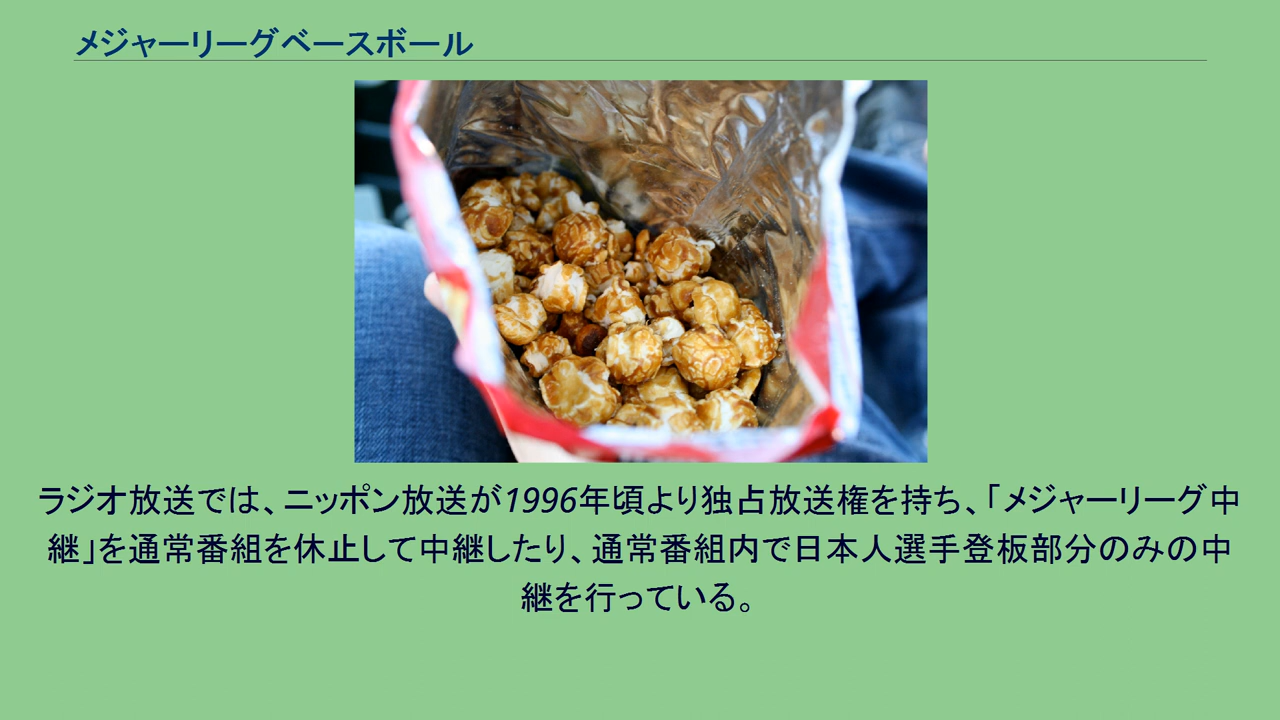 メジャーリーグベースボール
ラジオ放送では、ニッポン放送が1996年頃より独占放送権を持ち、「メジャーリーグ中
継」を通常番組を休止して中継したり、通常番組内で日本人選手登板部分のみの中
継を行っている。